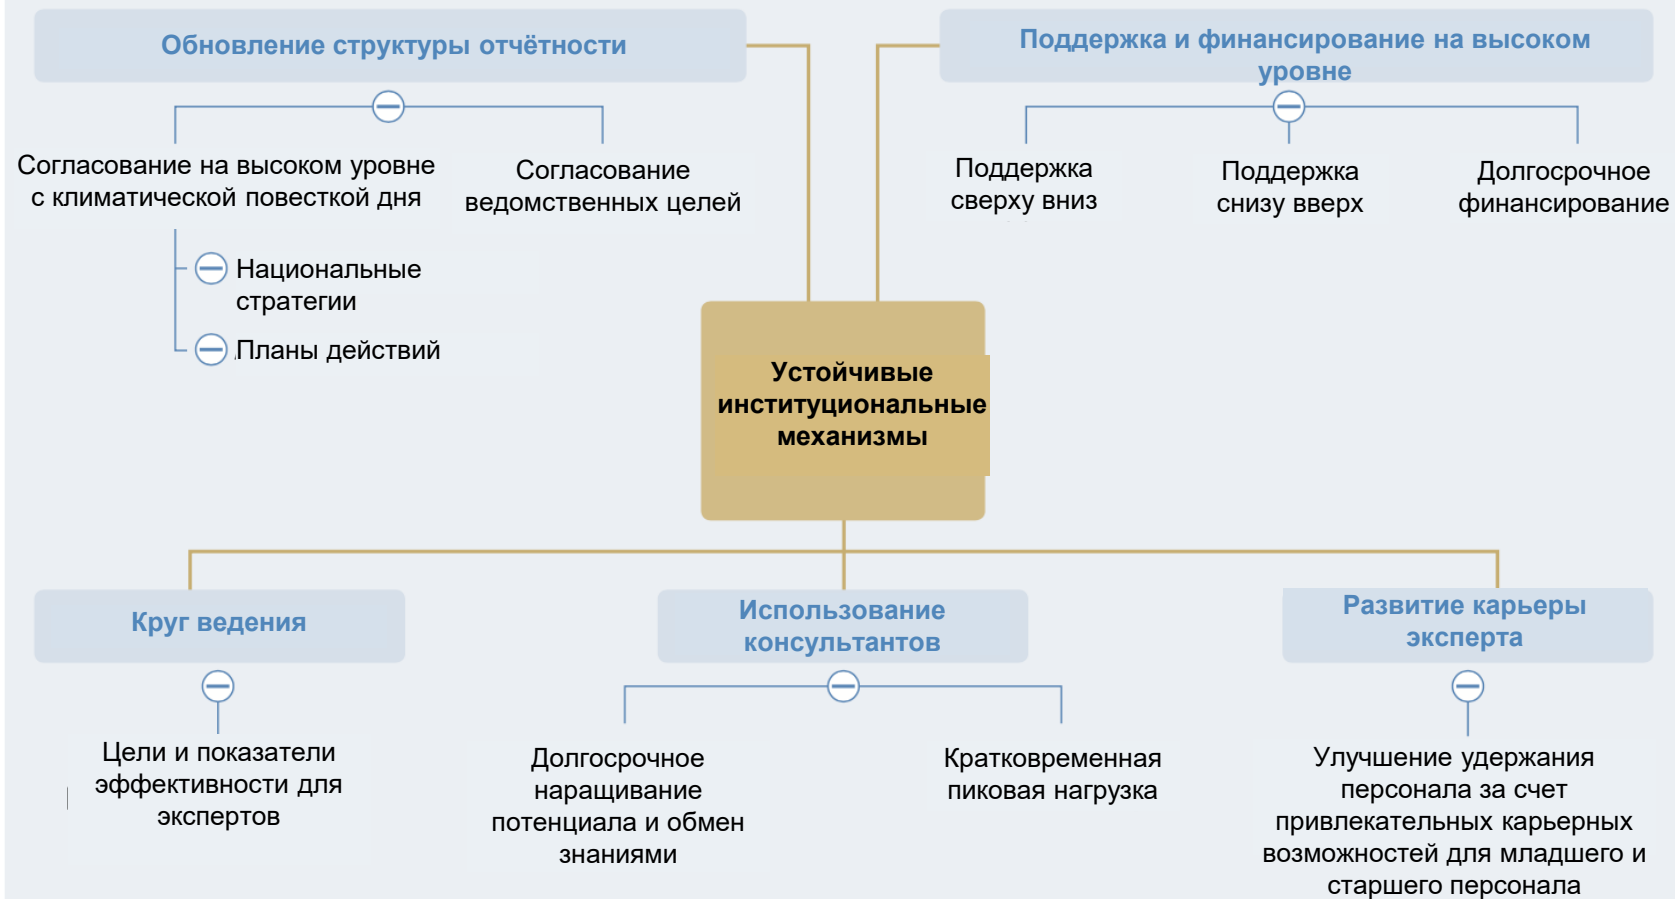 Обновление структуры отчётности
Поддержка и финансирование на высоком
уровне
Согласование на высоком уровне
с климатической повесткой дня
Согласование
ведомственных целей
Поддержка
сверху вниз
Поддержка
снизу вверх
Долгосрочное
финансирование
Национальные
стратегии
Планы действий
Устойчивые
институциональные
механизмы
Круг ведения
Использование
консультантов
Развитие карьеры
эксперта
Цели и показатели
эффективности для
экспертов
Долгосрочное
наращивание
потенциала и обмен
знаниями
Кратковременная
пиковая нагрузка
Улучшение удержания
персонала за счет
привлекательных карьерных
возможностей для младшего и
старшего персонала